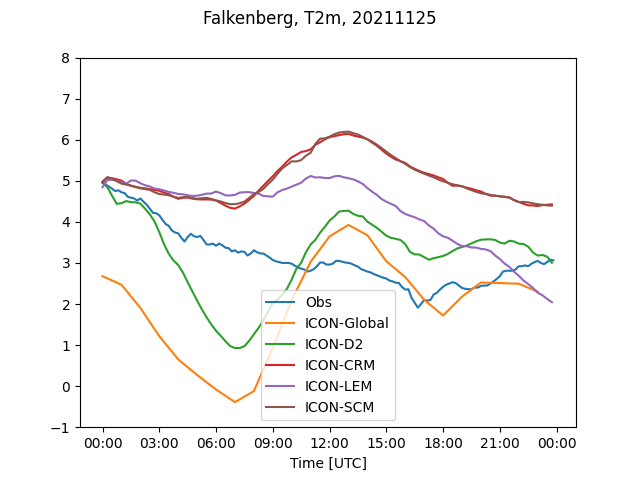 Falkenberg, T2m, 20211125
8
7
6
5
4
3
2
1
0
−1
Obs
ICON-Global
ICON-D2
ICON-CRM
ICON-LEM
ICON-SCM
00:00 03:00 06:00 09:00 12:00 15:00 18:00 21:00 00:00
Time [UTC]